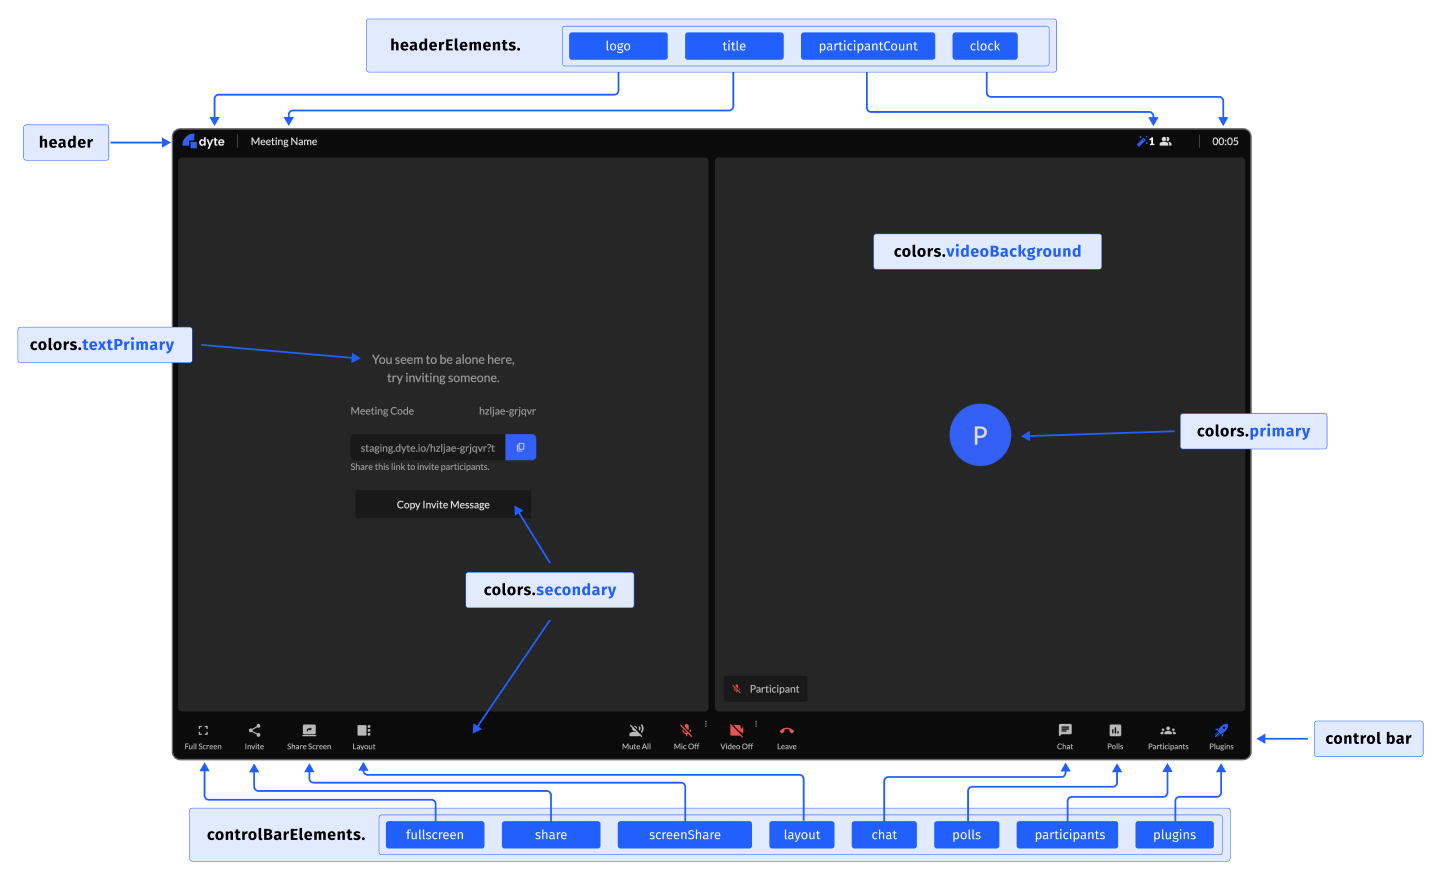 headerElements. logo title participantCount clock
header
dyte Meeting Name 1 00:05
colors.videoBackground
colors.textPrimary
You seem to be alone here,
try inviting someone.
Meeting Code hzljae-grjqvr
P
colors.primary
staging.dyte.io/hzljae-grjqvr?t
Share this link to invite participants.
Copy Invite Message
colors.secondary
Participant
Full Screen Invite Share Screen Layout Mute All Mic Off Video Off Leave Chat Polls Participants Plugins
control bar
controlBarElements. fullscreen share screenShare layout chat polls participants plugins